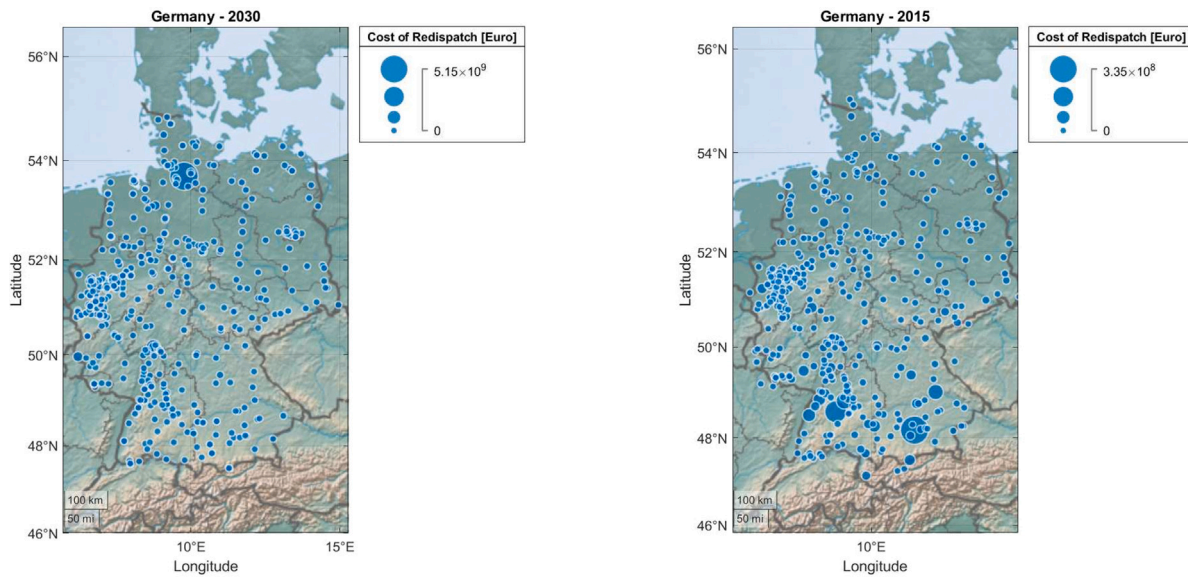 Germany - 2030
Cost of Redispatch [Euro]
5.15×10⁹
0
56°N
54°N
52°N
50°N
48°N
46°N
Latitude
100 km
50 mi
10°E
15°E
Longitude
Germany - 2015
Cost of Redispatch [Euro]
3.35×10⁸
0
56°N
54°N
52°N
50°N
48°N
46°N
Latitude
100 km
50 mi
10°E
Longitude